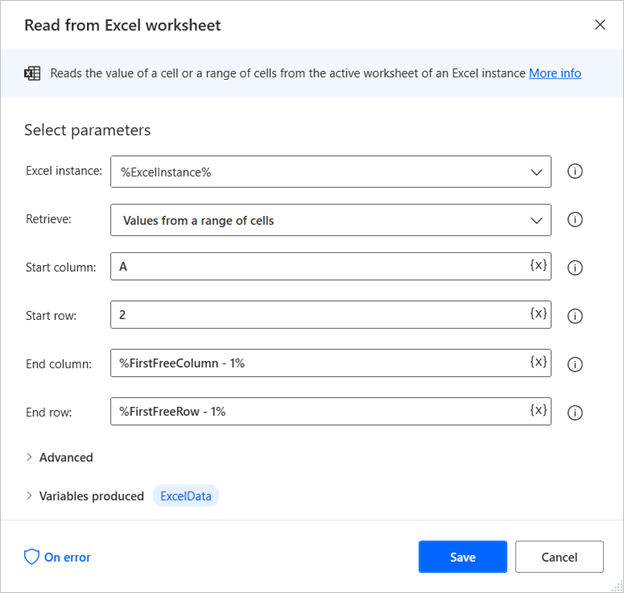 Read from Excel worksheet
Reads the value of a cell or a range of cells from the active worksheet of an Excel instance More info
Select parameters
Excel instance: %ExcelInstance%
Retrieve: Values from a range of cells
Start column: A {x}
Start row: 2 {x}
End column: %FirstFreeColumn - 1% {x}
End row: %FirstFreeRow - 1% {x}
Advanced
Variables produced ExcelData
On error Save Cancel